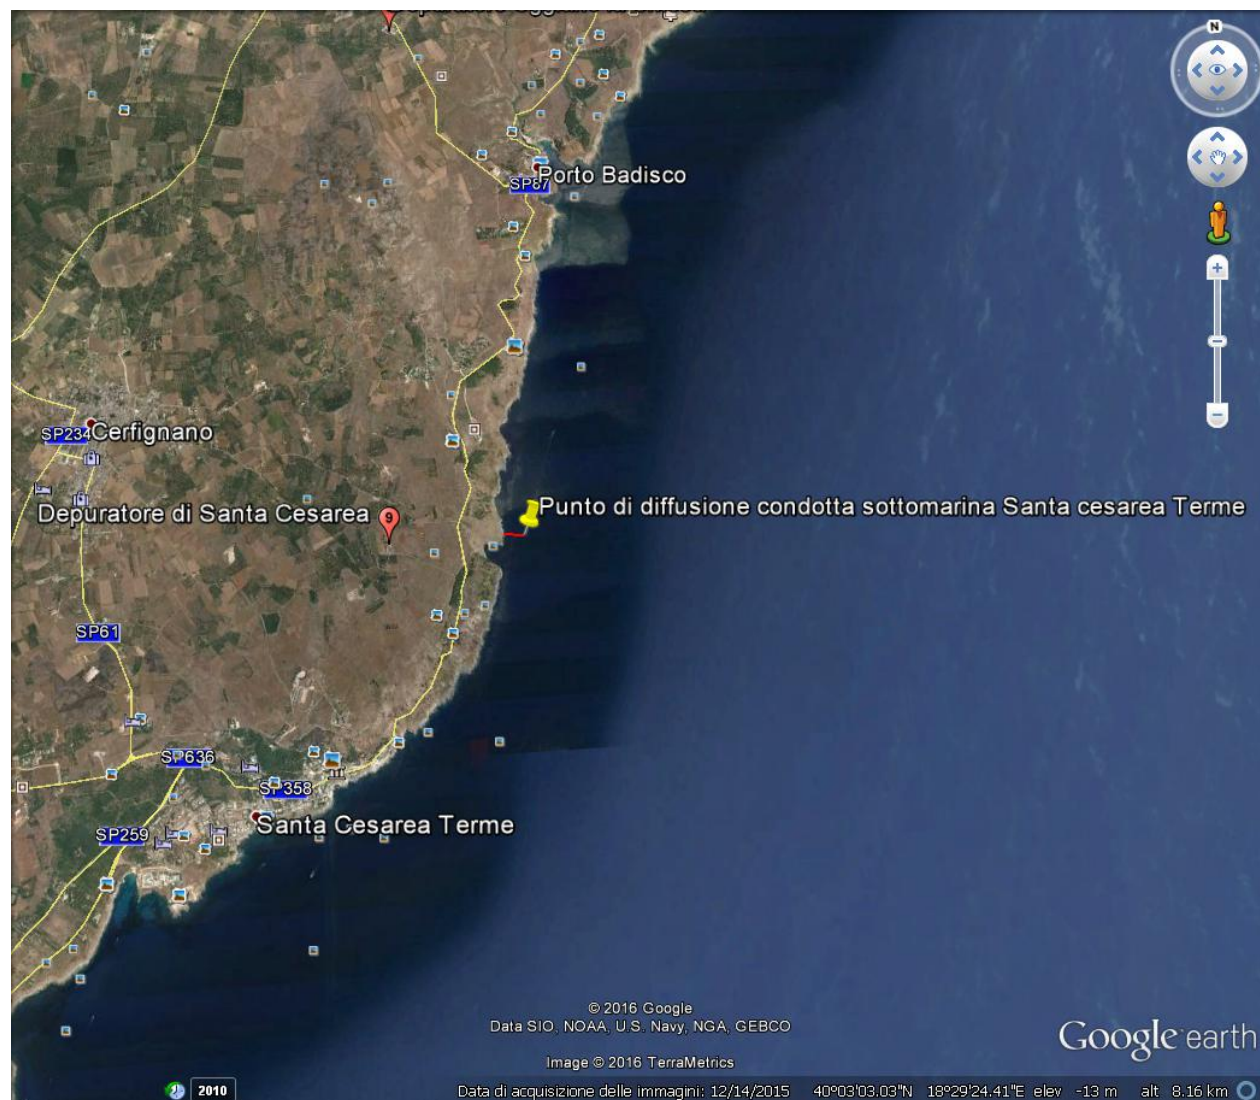 N
Porto Badisco
SP87
SP234
Cerfignano
Depuratore di Santa Cesarea
9
Punto di diffusione condotta sottomarina Santa cesarea Terme
SP61
SP636
SP358
Santa Cesarea Terme
SP259
© 2016 Google
Data SIO, NOAA, U.S. Navy, NGA, GEBCO
Image © 2016 TerraMetrics
Google earth
2010
Data di acquisizione delle immagini: 12/14/2015 40°03'03.03"N 18°29'24.41"E elev -13 m alt 8.16 km